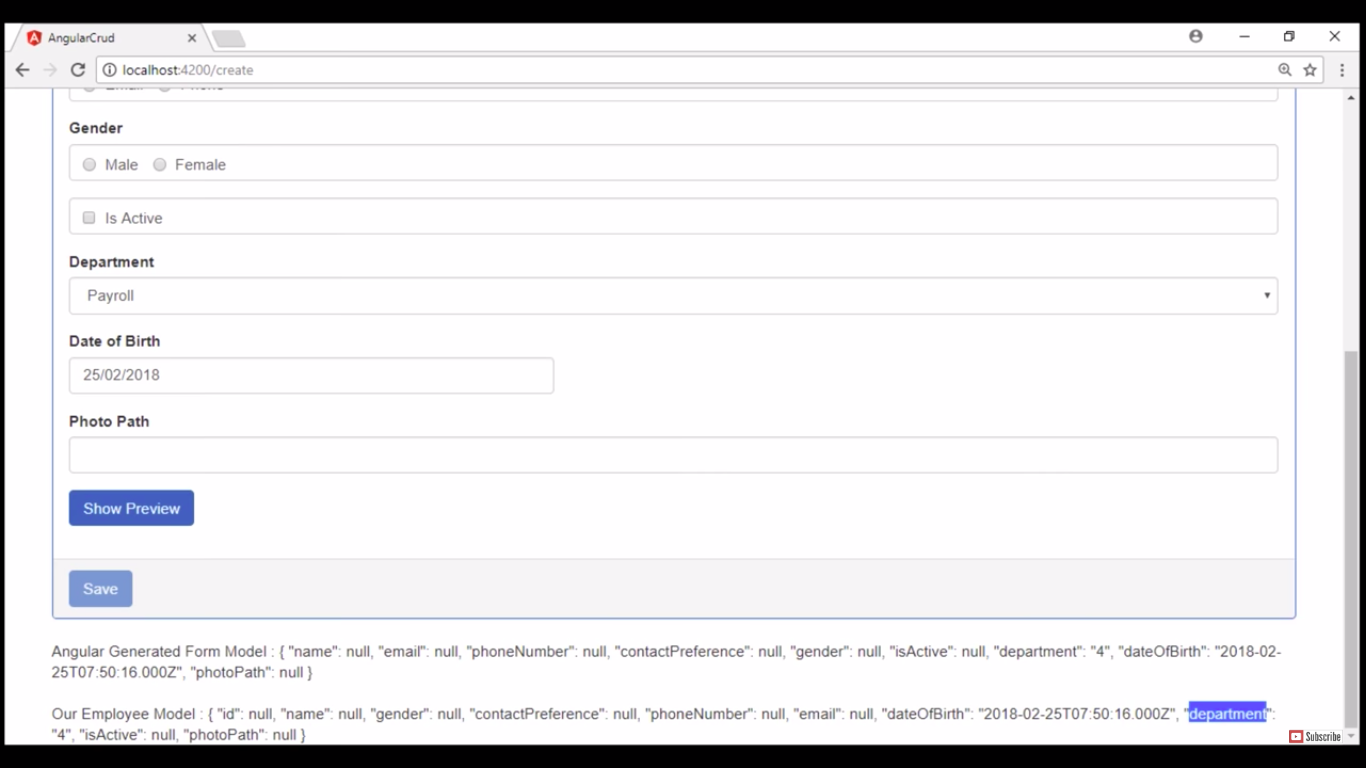 AngularCrud
localhost:4200/create
Email Phone
Gender
Male Female
Is Active
Department
Payroll
Date of Birth
25/02/2018
Photo Path
Show Preview
Save
Angular Generated Form Model : { "name": null, "email": null, "phoneNumber": null, "contactPreference": null, "gender": null, "isActive": null, "department": "4", "dateOfBirth": "2018-02-
25T07:50:16.000Z", "photoPath": null }
Our Employee Model : { "id": null, "name": null, "gender": null, "contactPreference": null, "phoneNumber": null, "email": null, "dateOfBirth": "2018-02-25T07:50:16.000Z", "department":
"4", "isActive": null, "photoPath": null }
Subscribe